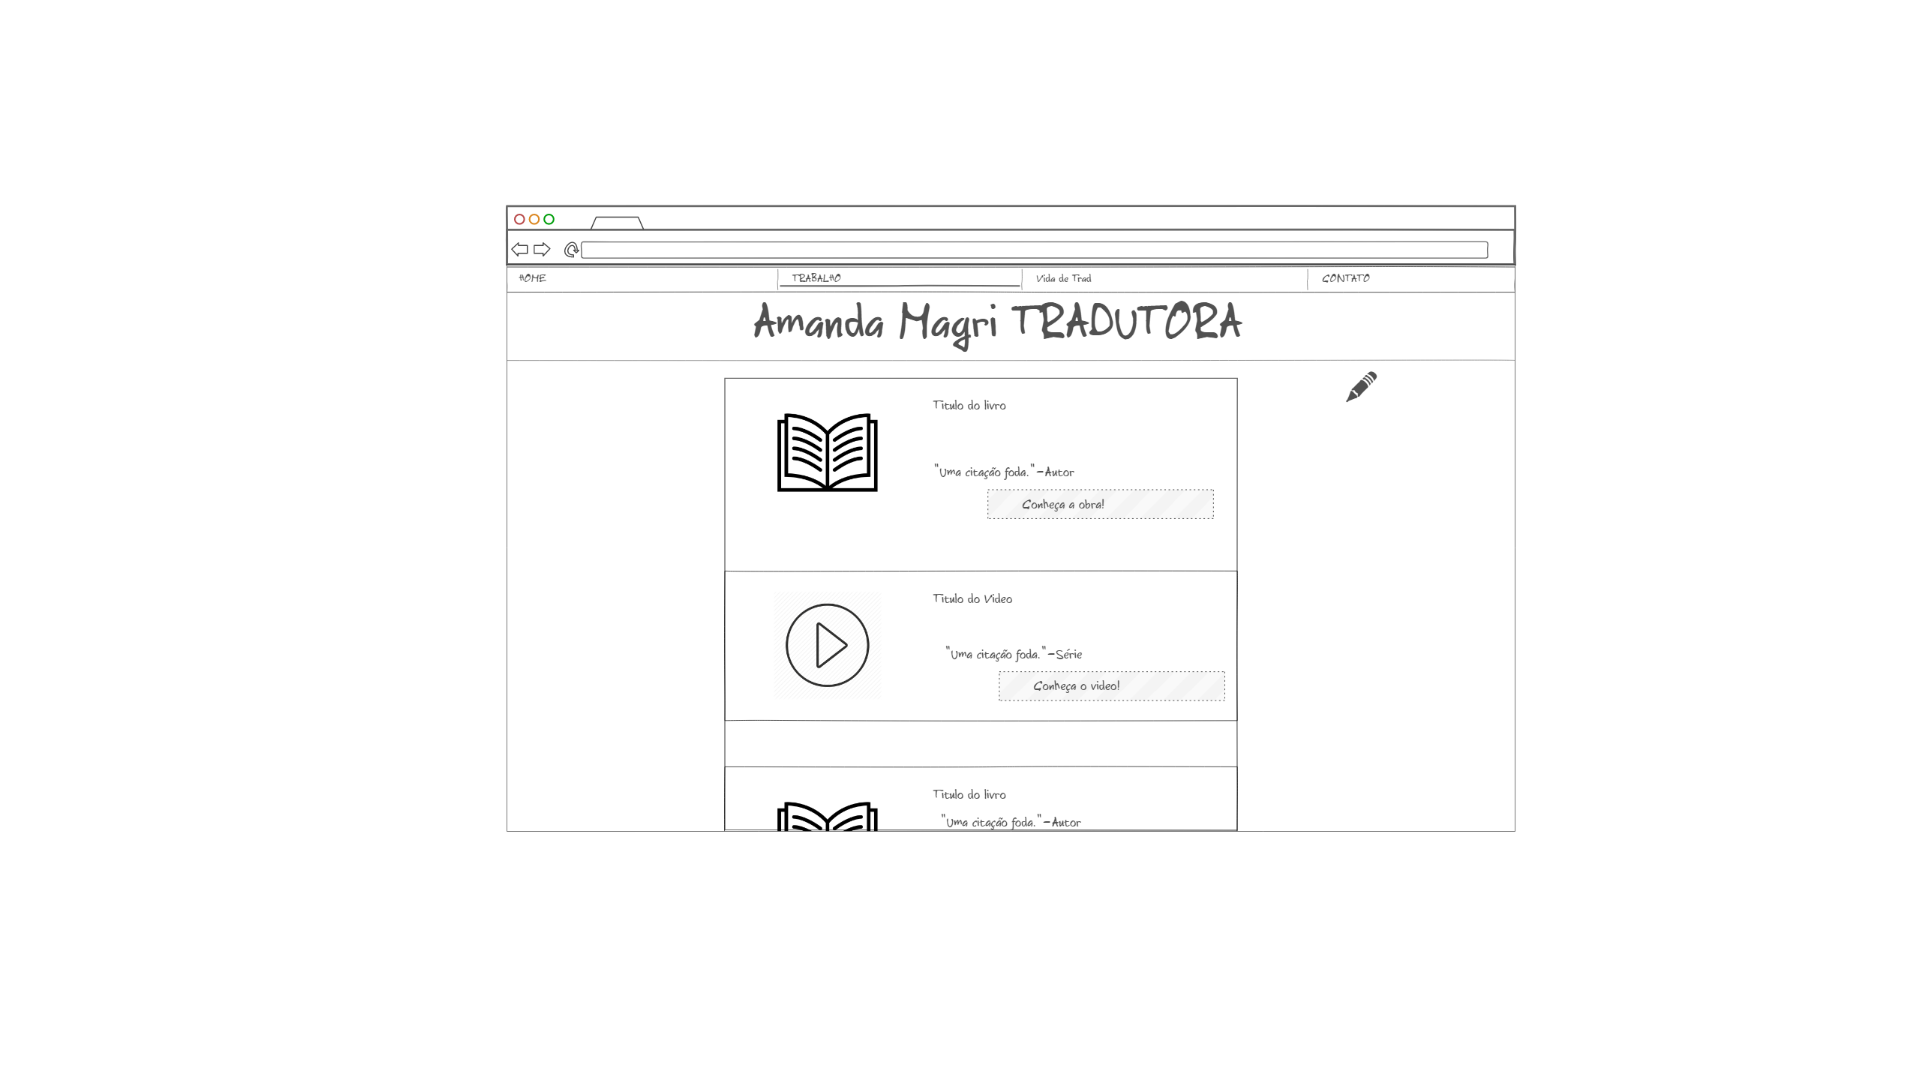 HOME TRABALHO Vida de Trad CONTATO
Amanda Magri TRADUTORA
Titulo do livro
"Uma citação foda." -Autor
Conheça a obra!
Titulo do Video
"Uma citação foda." -Série
Conheça o video!
Titulo do livro
"Uma citação foda." -Autor